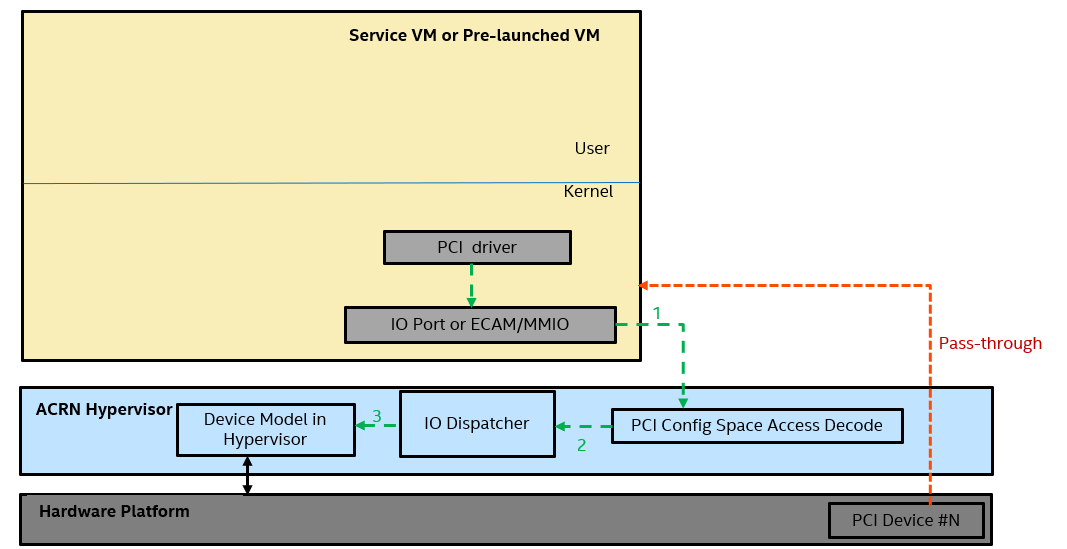 Service VM or Pre-launched VM
User
Kernel
PCI driver
IO Port or ECAM/MMIO
1
Pass-through
ACRN Hypervisor
Device Model in
Hypervisor
3
IO Dispatcher
2
PCI Config Space Access Decode
Hardware Platform
PCI Device #N